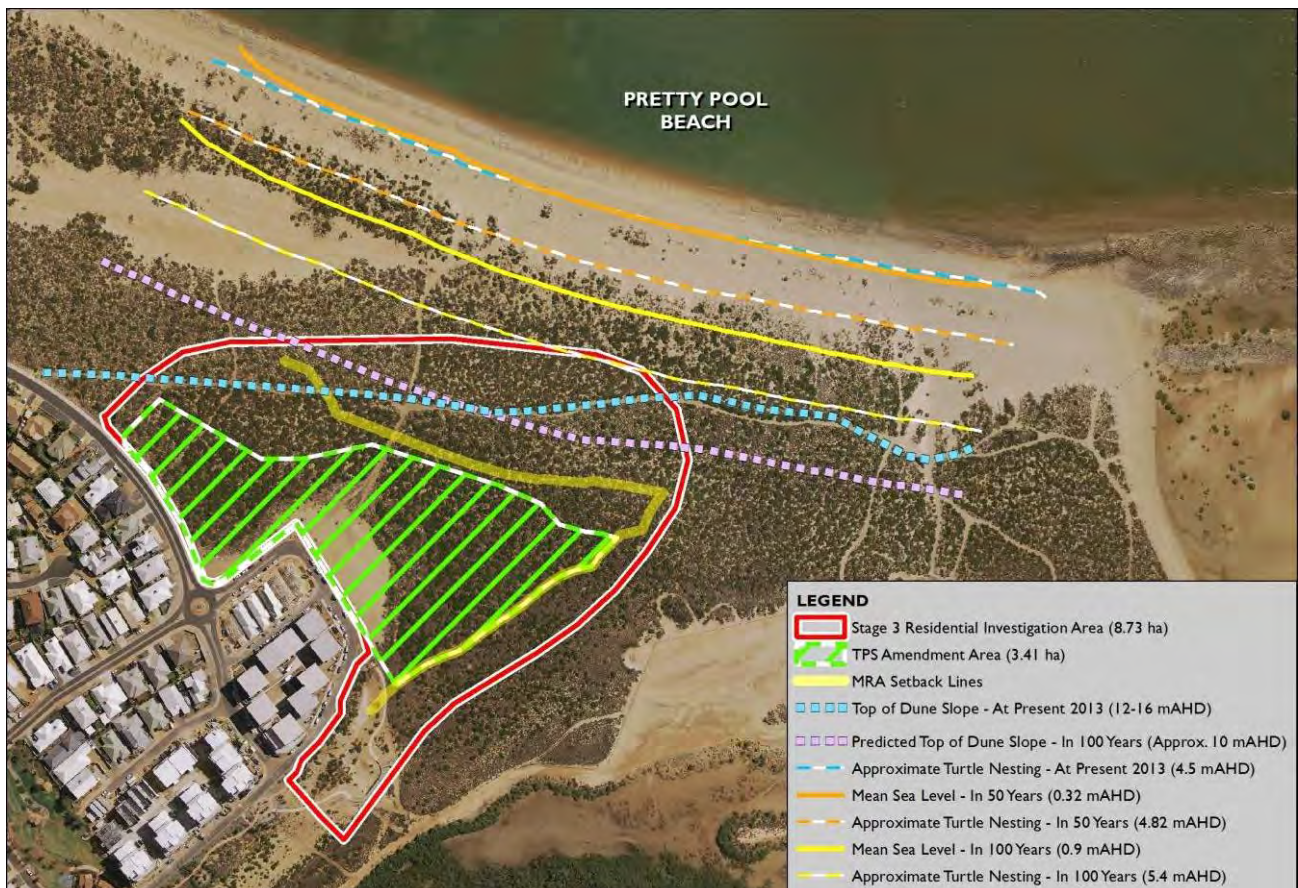 PRETTY POOL
BEACH
LEGEND
Stage 3 Residential Investigation Area (8.73 ha)
TPS Amendment Area (3.41 ha)
MRA Setback Lines
Top of Dune Slope - At Present 2013 (12-16 mAHD)
Predicted Top of Dune Slope - In 100 Years (Approx. 10 mAHD)
Approximate Turtle Nesting - At Present 2013 (4.5 mAHD)
Mean Sea Level - In 50 Years (0.32 mAHD)
Approximate Turtle Nesting - In 50 Years (4.82 mAHD)
Mean Sea Level - In 100 Years (0.9 mAHD)
Approximate Turtle Nesting - In 100 Years (5.4 mAHD)